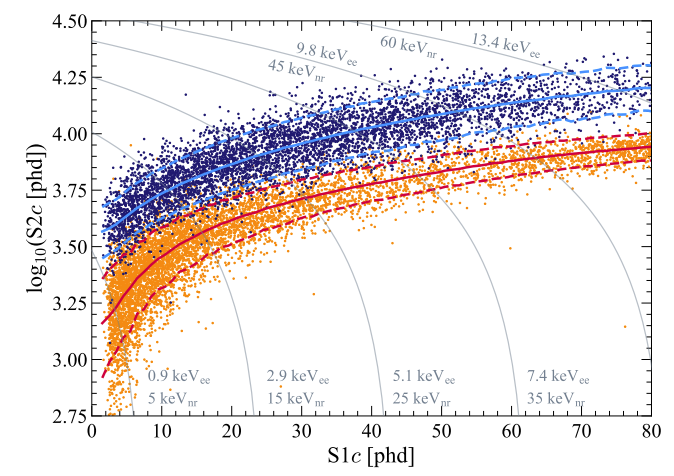 4.50
4.25
4.00
3.75
3.50
3.25
3.00
2.75
log10(S2c [phd])
9.8 keVee
45 keVnr
60 keVnr
13.4 keVee
0.9 keVee
5 keVnr
2.9 keVee
15 keVnr
5.1 keVee
25 keVnr
7.4 keVee
35 keVnr
0 10 20 30 40 50 60 70 80
S1c [phd]